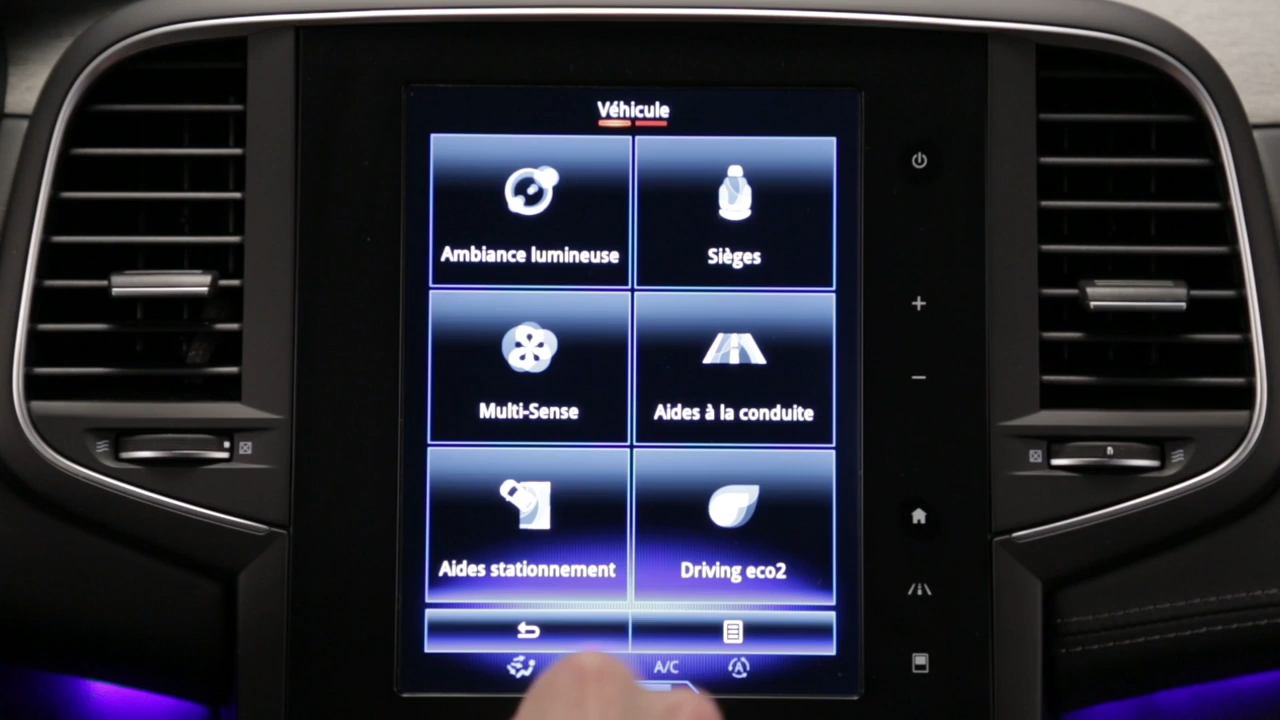 Véhicule
Ambiance lumineuse
Sièges
Multi-Sense
Aides à la conduite
Aides stationnement
Driving eco2
A/C